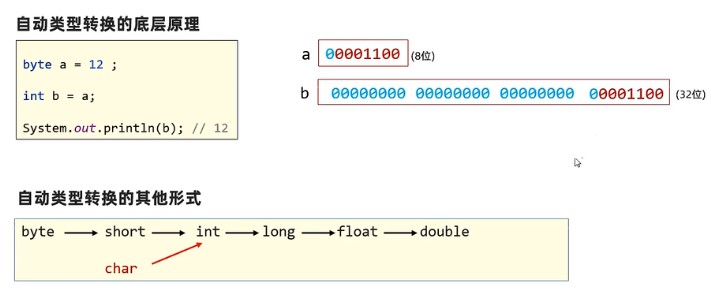 自动类型转换的底层原理
byte a = 12 ;
int b = a;
System.out.println(b); // 12
a 00001100 (8位)
b 00000000 00000000 00000000 00001100 (32位)
自动类型转换的其他形式
byte short int long float double
char